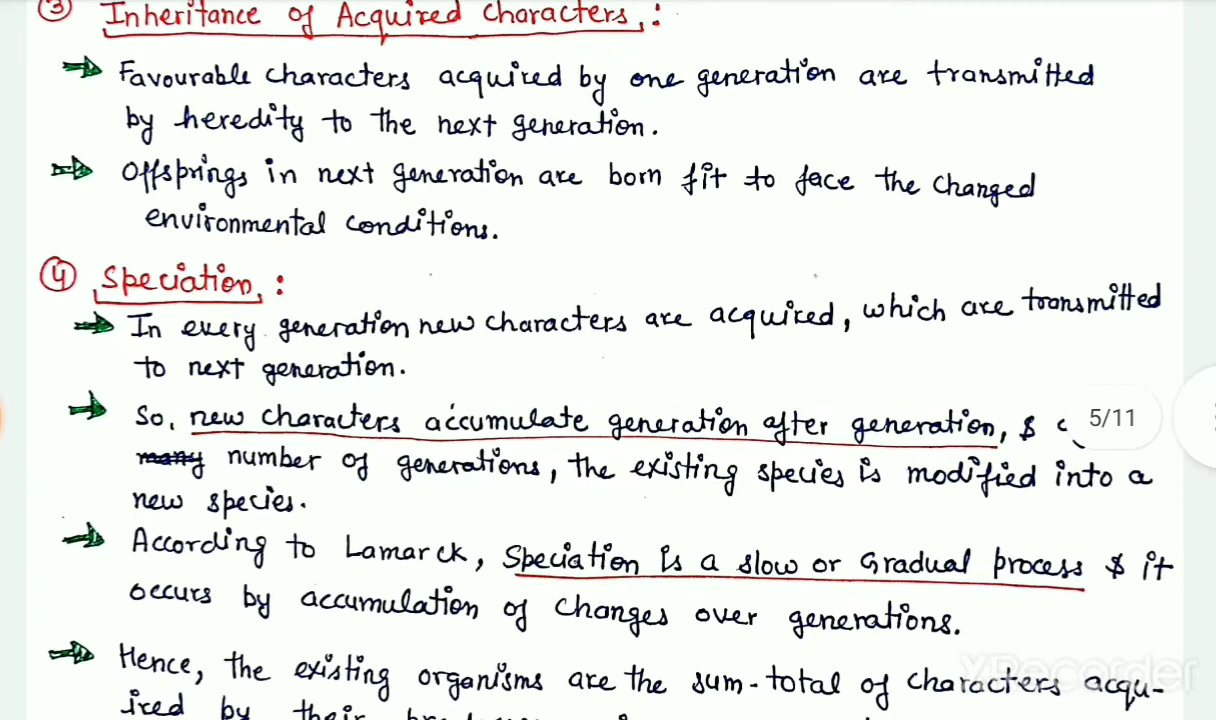 ③ Inheritance of Acquired Characters :
Favourable characters acquired by one generation are transmitted
by heredity to the next generation.
Offsprings in next generation are born fit to face the changed
environmental conditions.
④ Speciation :
In every generation new characters are acquired, which are transmitted
to next generation.
So, new characters accumulate generation after generation, &
5/11
many number of generations, the existing species is modified into a
new species.
According to Lamarck, Speciation is a slow or Gradual process & it
occurs by accumulation of changes over generations.
Hence, the existing organisms are the sum-total of characters acqu-
ired by their
XRecorder